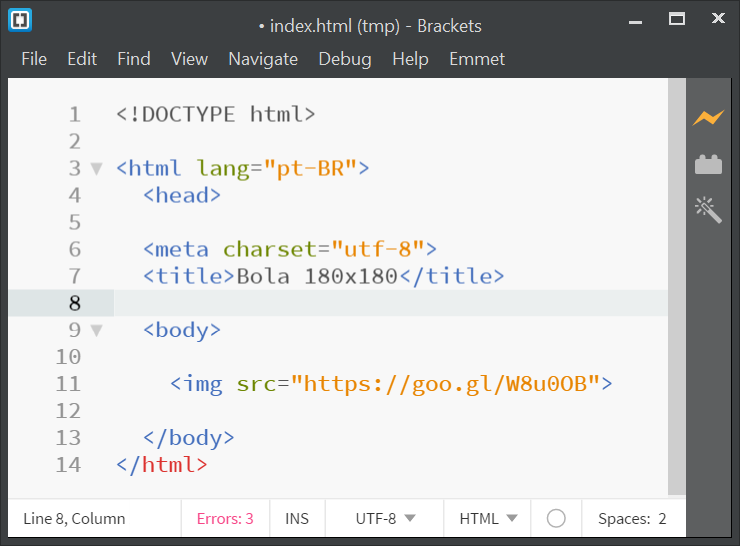 • index.html (tmp) - Brackets
File Edit Find View Navigate Debug Help Emmet
1 <!DOCTYPE html>
2
3 <html lang="pt-BR">
4 <head>
5
6 <meta charset="utf-8">
7 <title>Bola 180x180</title>
8
9 <body>
10
11 <img src="https://goo.gl/W8u0OB">
12
13 </body>
14 </html>
Line 8, Column Errors: 3 INS UTF-8 HTML Spaces: 2